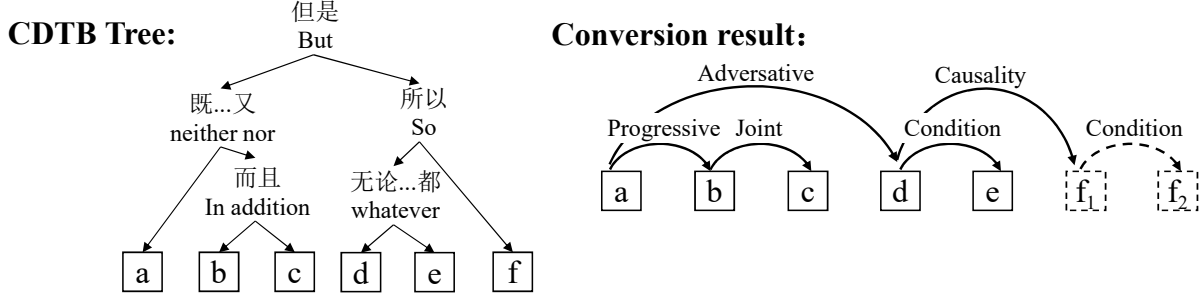 CDTB Tree:
但是
But
既...又
neither nor
所以
So
而且
In addition
无论...都
whatever
a
b
c
d
e
f
Conversion result：
Adversative
Causality
Progressive
Joint
Condition
Condition
a
b
c
d
e
f1
f2